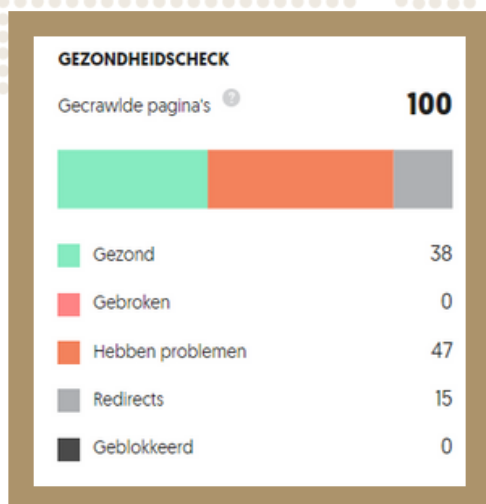 GEZONDHEIDSCHECK
Gecrawlde pagina's ? 100
Gezond 38
Gebroken 0
Hebben problemen 47
Redirects 15
Geblokkeerd 0